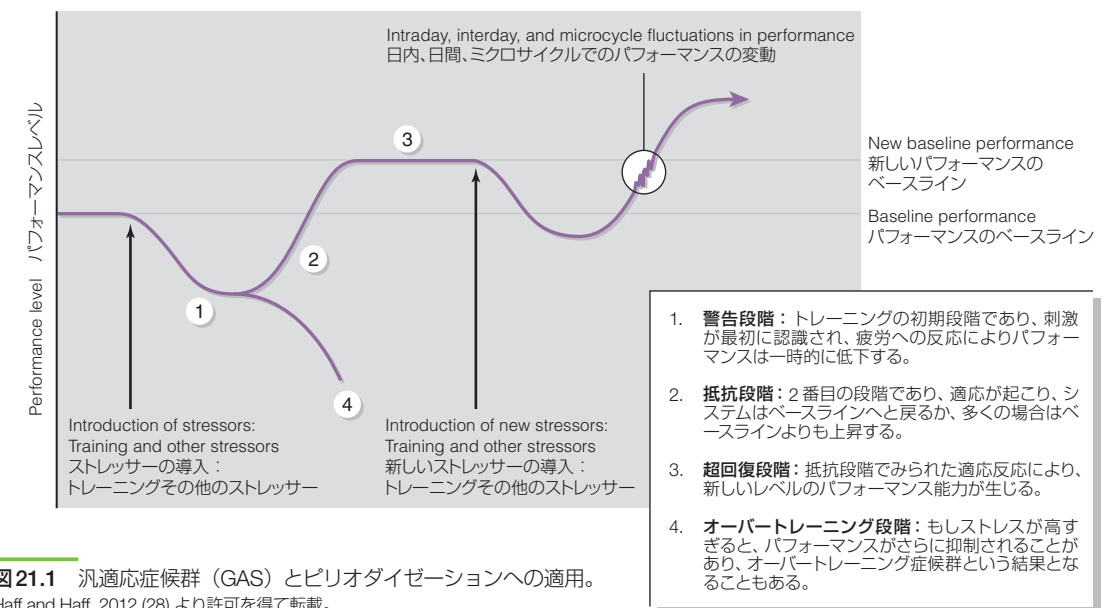 Intraday, interday, and microcycle fluctuations in performance
日内、日間、ミクロサイクルでのパフォーマンスの変動
Performance level パフォーマンスレベル
3
2
1
4
New baseline performance
新しいパフォーマンスの
ベースライン
Baseline performance
パフォーマンスのベースライン
Introduction of stressors:
Training and other stressors
ストレッサーの導入：
トレーニングその他のストレッサー
Introduction of new stressors:
Training and other stressors
新しいストレッサーの導入：
トレーニングその他のストレッサー
1. 警告段階：トレーニングの初期段階であり、刺激
が最初に認識され、疲労への反応によりパフォー
マンスは一時的に低下する。
2. 抵抗段階：2 番目の段階であり、適応が起こり、シ
ステムはベースラインへと戻るか、多くの場合はベ
ースラインよりも上昇する。
3. 超回復段階：抵抗段階でみられた適応反応により、
新しいレベルのパフォーマンス能力が生じる。
4. オーバートレーニング段階：もしストレスが高す
ぎると、パフォーマンスがさらに抑制されることが
あり、オーバートレーニング症候群という結果とな
ることもある。
図21.1 汎適応症候群（GAS）とピリオダイゼーションへの適用。
Haff and Haff, 2012 (28) より許可を得て転載。